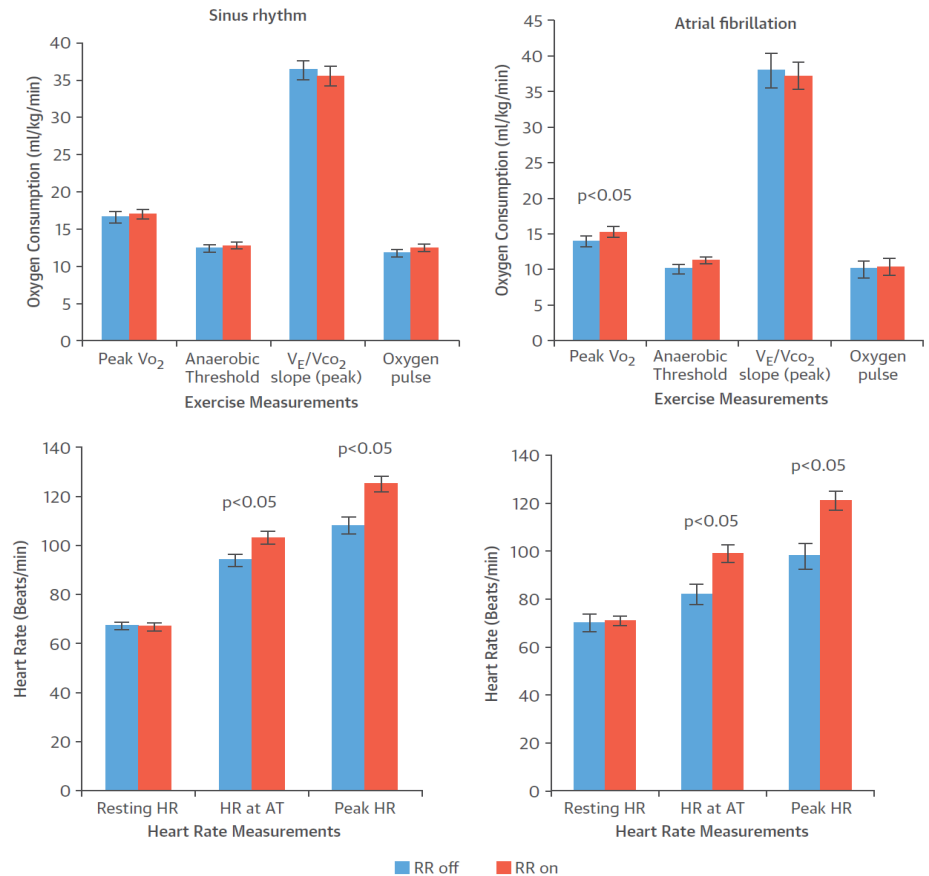 Sinus rhythm
Oxygen Consumption (ml/kg/min)
40
35
30
25
20
15
10
5
0
Peak Vo₂
Anaerobic
Threshold
VE/Vco₂
slope (peak)
Oxygen
pulse
Exercise Measurements
Atrial fibrillation
Oxygen Consumption (ml/kg/min)
45
40
35
30
25
20
15
10
5
0
p<0.05
Peak Vo₂
Anaerobic
Threshold
VE/Vco₂
slope (peak)
Oxygen
pulse
Exercise Measurements
Heart Rate (Beats/min)
140
120
100
80
60
40
20
0
p<0.05
p<0.05
Resting HR
HR at AT
Peak HR
Heart Rate Measurements
Heart Rate (Beats/min)
140
120
100
80
60
40
20
0
p<0.05
p<0.05
Resting HR
HR at AT
Peak HR
Heart Rate Measurements
RR off
RR on